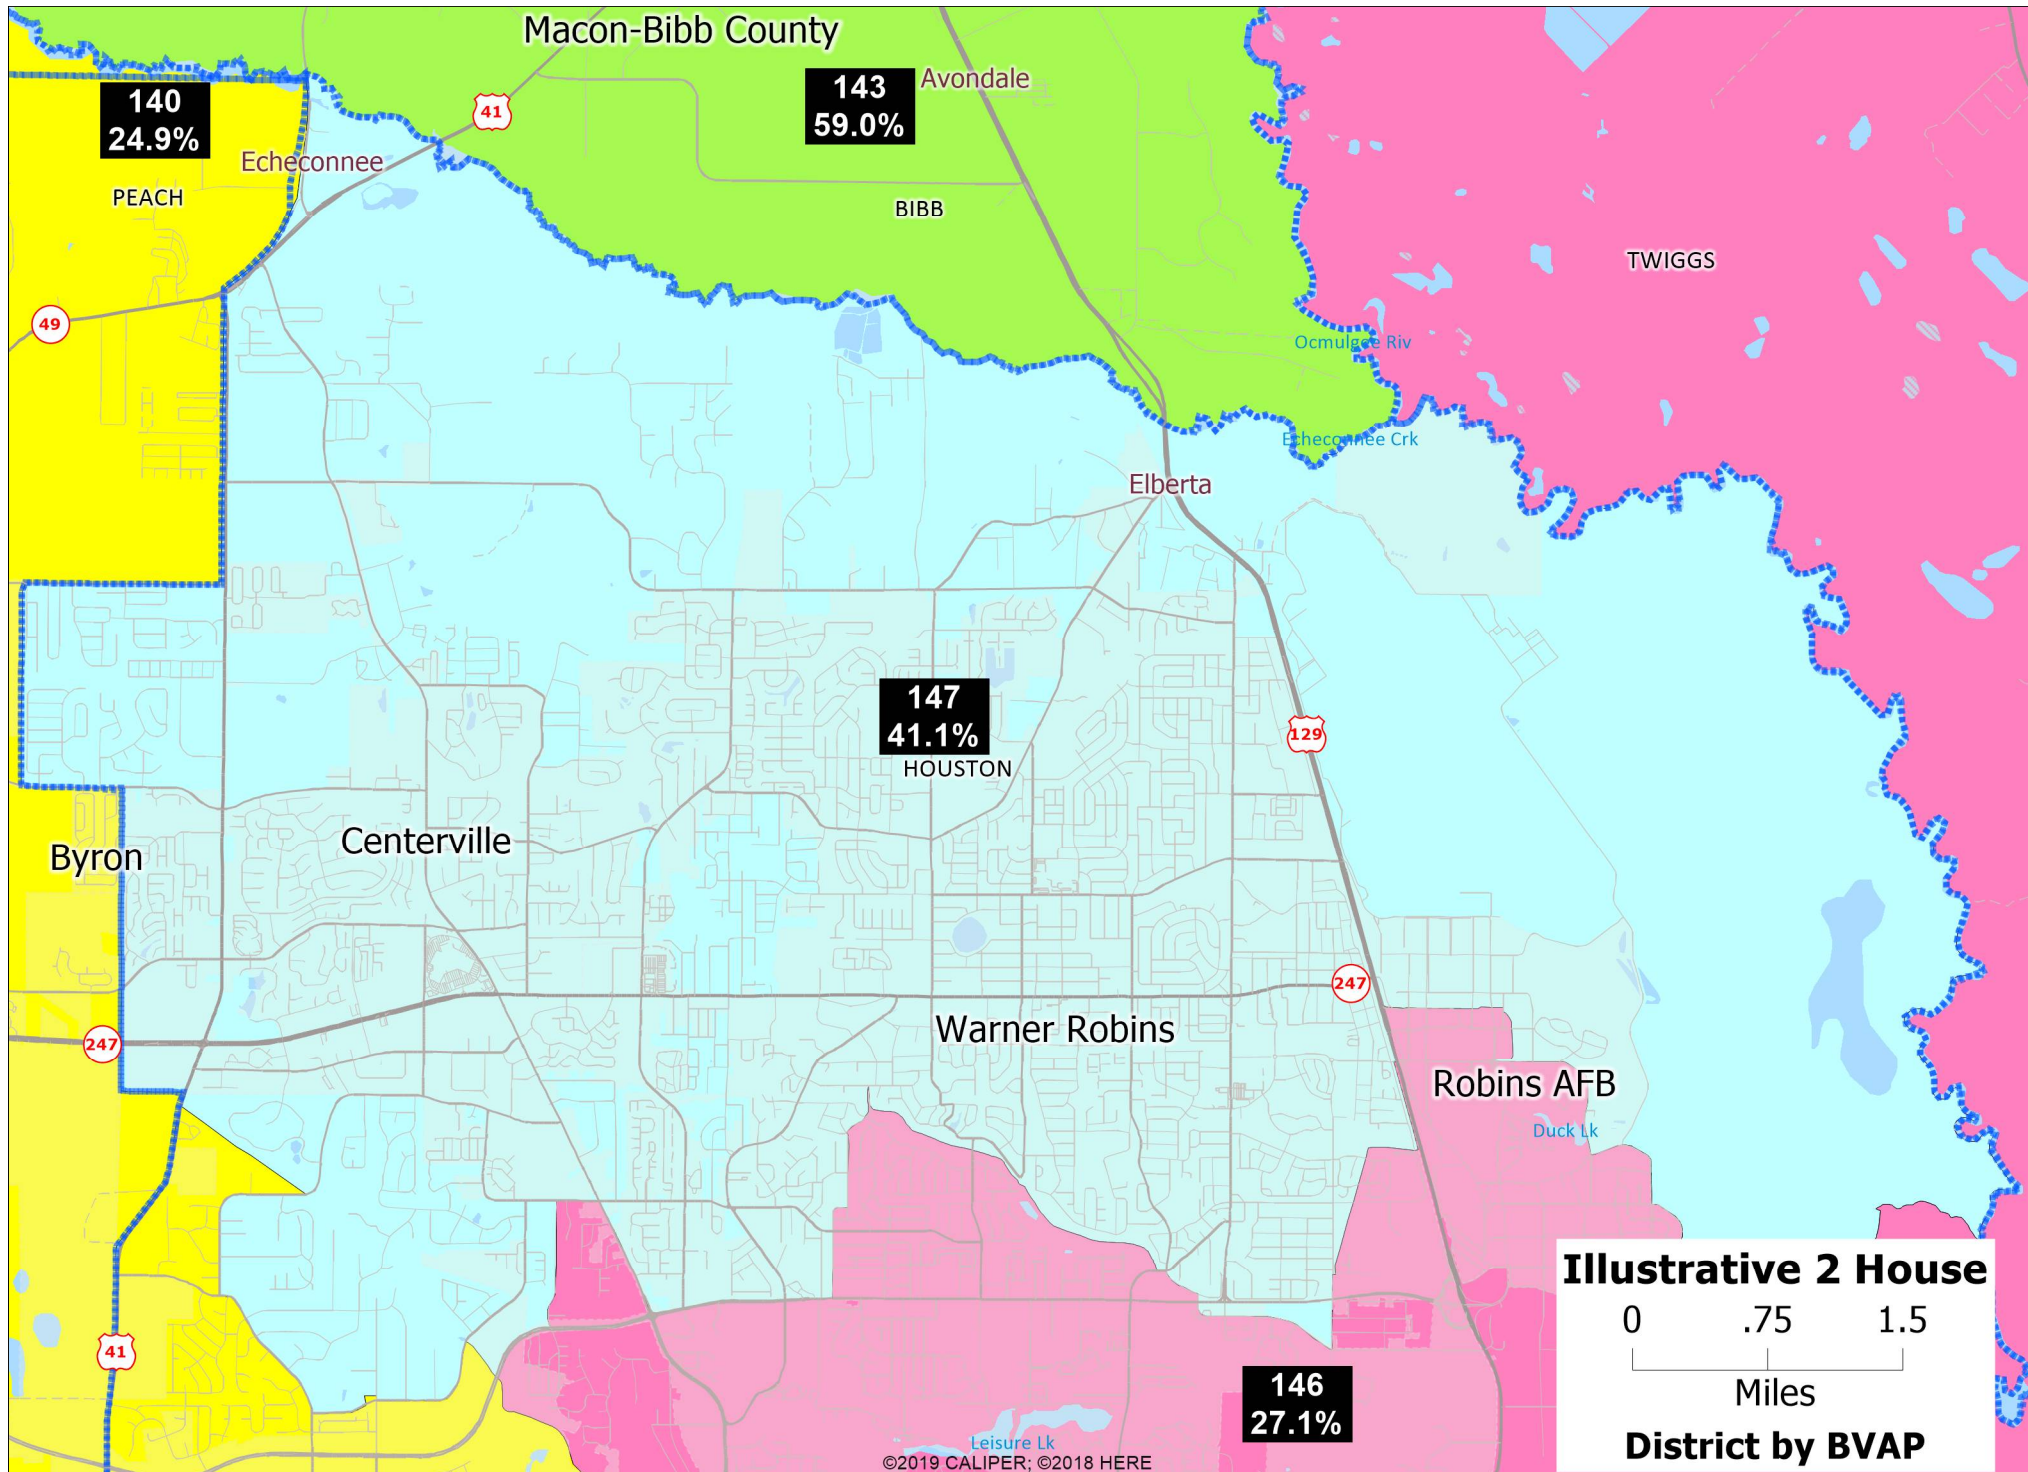 Macon-Bibb County
140
24.9%
143
59.0%
Avondale
41
Echeconnee
PEACH
BIBB
TWIGGS
49
Ocmulgee Riv
Echeconnee Crk
Elberta
147
41.1%
HOUSTON
129
Centerville
Byron
247
Warner Robins
247
Robins AFB
Duck Lk
Illustrative 2 House
0 .75 1.5
Miles
District by BVAP
41
146
27.1%
Leisure Lk
©2019 CALIPER; ©2018 HERE